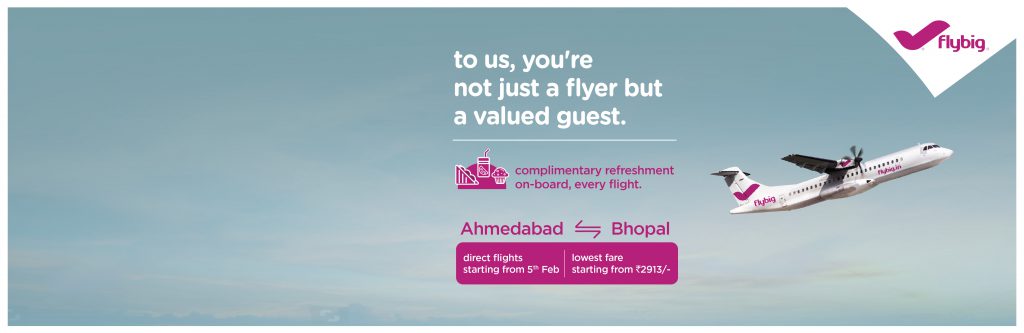 flybig
to us, you're
not just a flyer but
a valued guest.
complimentary refreshment
on-board, every flight.
flybig.in
flybig
Ahmedabad ⇋ Bhopal
direct flights
starting from 5th Feb
lowest fare
starting from ₹2913/-